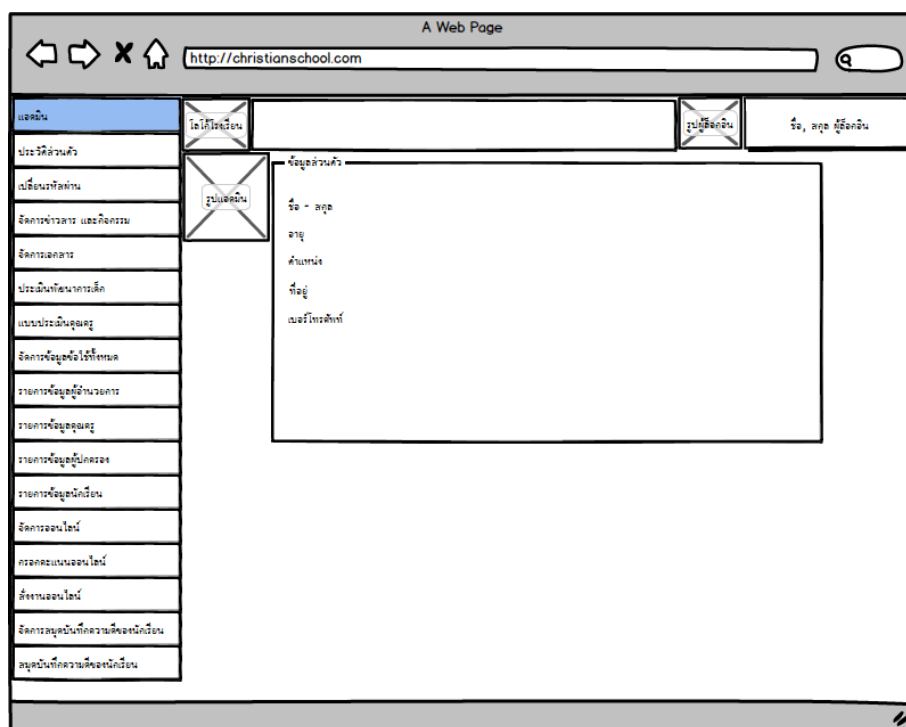 A Web Page
http://christianschool.com
แอดมิน
ประวัติส่วนตัว
เปลี่ยนรหัสผ่าน
จัดการข่าวสาร และกิจกรรม
จัดการเอกสาร
ประเมินพัฒนาการเด็ก
แบบประเมินคุณครู
จัดการข้อมูลข้อใช้ทั้งหมด
รายการข้อมูลผู้อำนวยการ
รายการข้อมูลคุณครู
รายการข้อมูลผู้ปกครอง
รายการข้อมูลนักเรียน
จัดการออนไลน์
กรอกคะแนนออนไลน์
สั่งงานออนไลน์
จัดการสมุดบันทึกความดีของนักเรียน
สมุดบันทึกความดีของนักเรียน
โลโก้โรงเรียน
รูปผู้ล็อคอิน
ชื่อ, สกุล ผู้ล็อคอิน
รูปแอดมิน
ข้อมูลส่วนตัว
ชื่อ - สกุล
อายุ
ตำแหน่ง
ที่อยู่
เบอร์โทรศัพท์